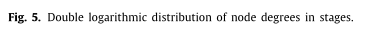 Fig. 5. Double logarithmic distribution of node degrees in stages.